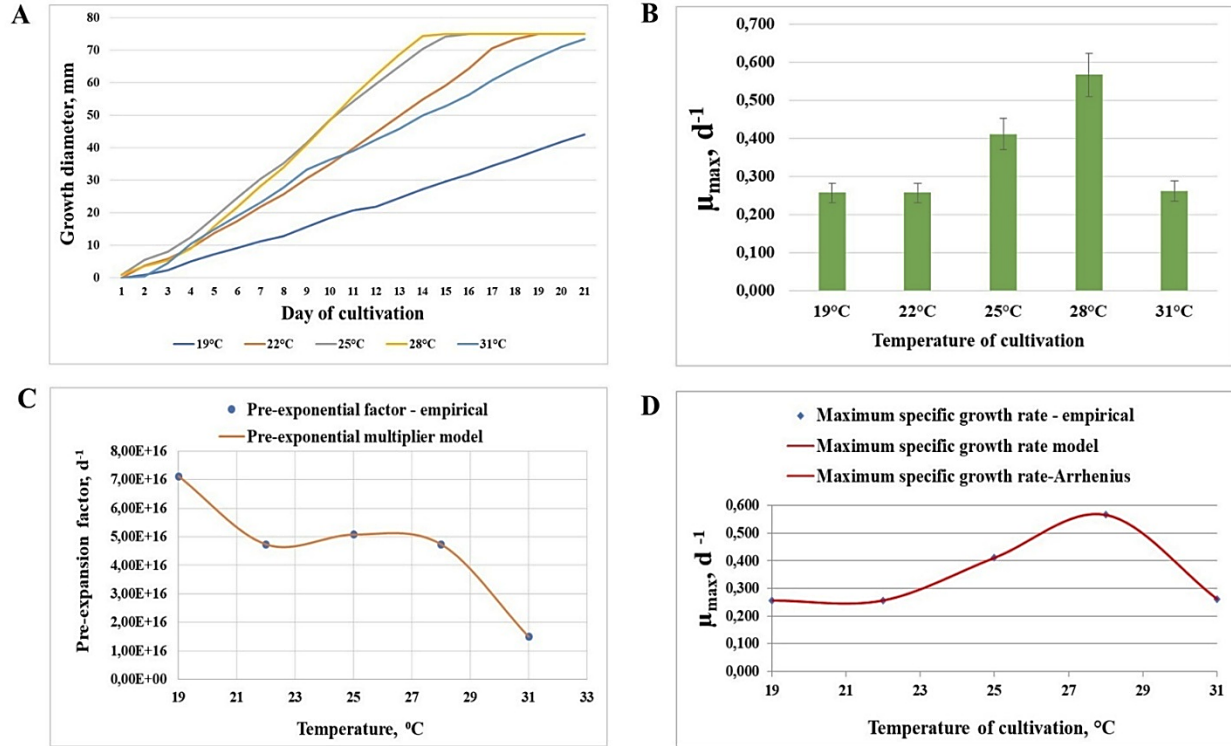 A
Growth diameter, mm
80
70
60
50
40
30
20
10
0
1 2 3 4 5 6 7 8 9 10 11 12 13 14 15 16 17 18 19 20 21
Day of cultivation
19°C 22°C 25°C 28°C 31°C
B
μmax, d-1
0,700
0,600
0,500
0,400
0,300
0,200
0,100
0,000
19°C 22°C 25°C 28°C 31°C
Temperature of cultivation
C
Pre-exponential factor - empirical
Pre-exponential multiplier model
Pre-expansion factor, d-1
8,00E+16
7,00E+16
6,00E+16
5,00E+16
4,00E+16
3,00E+16
2,00E+16
1,00E+16
0,00E+00
19 21 23 25 27 29 31 33
Temperature, ⁰C
D
Maximum specific growth rate - empirical
Maximum specific growth rate model
Maximum specific growth rate-Arrhenius
μmax, d -1
0,600
0,500
0,400
0,300
0,200
0,100
0,000
19 21 23 25 27 29 31
Temperature of cultivation, °C